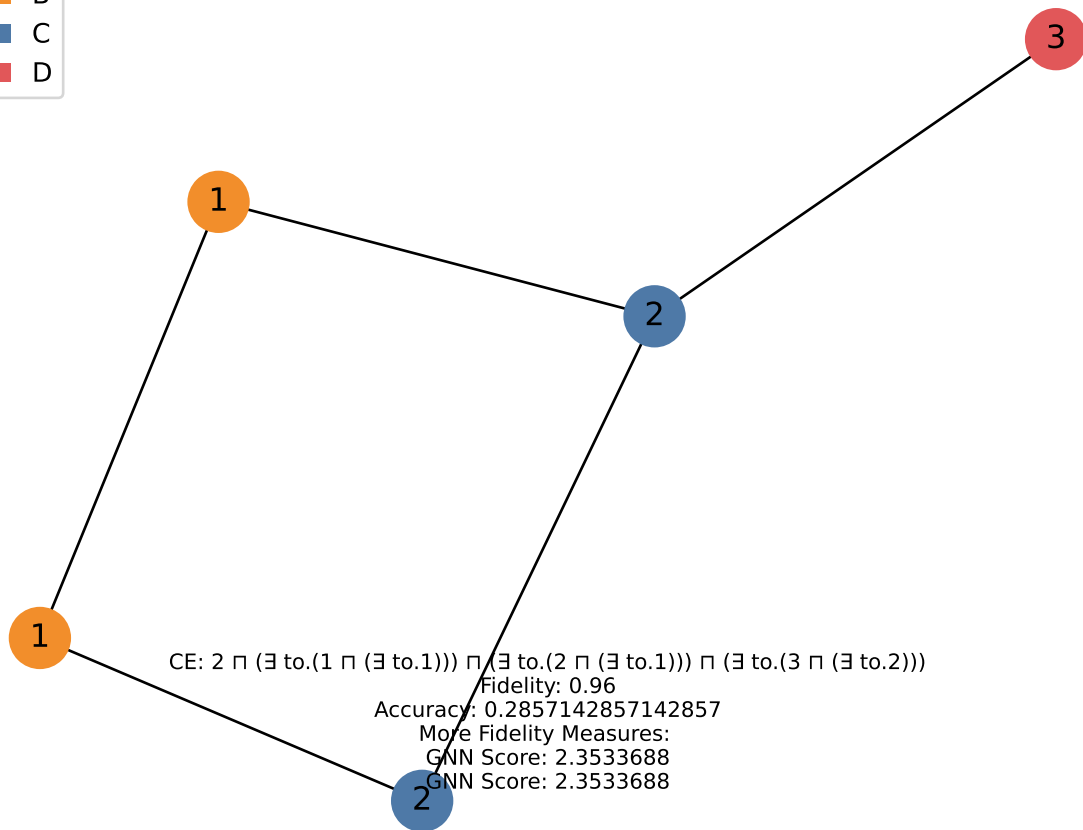 B
C
D
3
1
2
1
CE: 2 ⊓ (∃ to.(1 ⊓ (∃ to.1))) ⊓ (∃ to.(2 ⊓ (∃ to.1))) ⊓ (∃ to.(3 ⊓ (∃ to.2)))
Fidelity: 0.96
Accuracy: 0.2857142857142857
More Fidelity Measures:
GNN Score: 2.3533688
GNN Score: 2.3533688
2